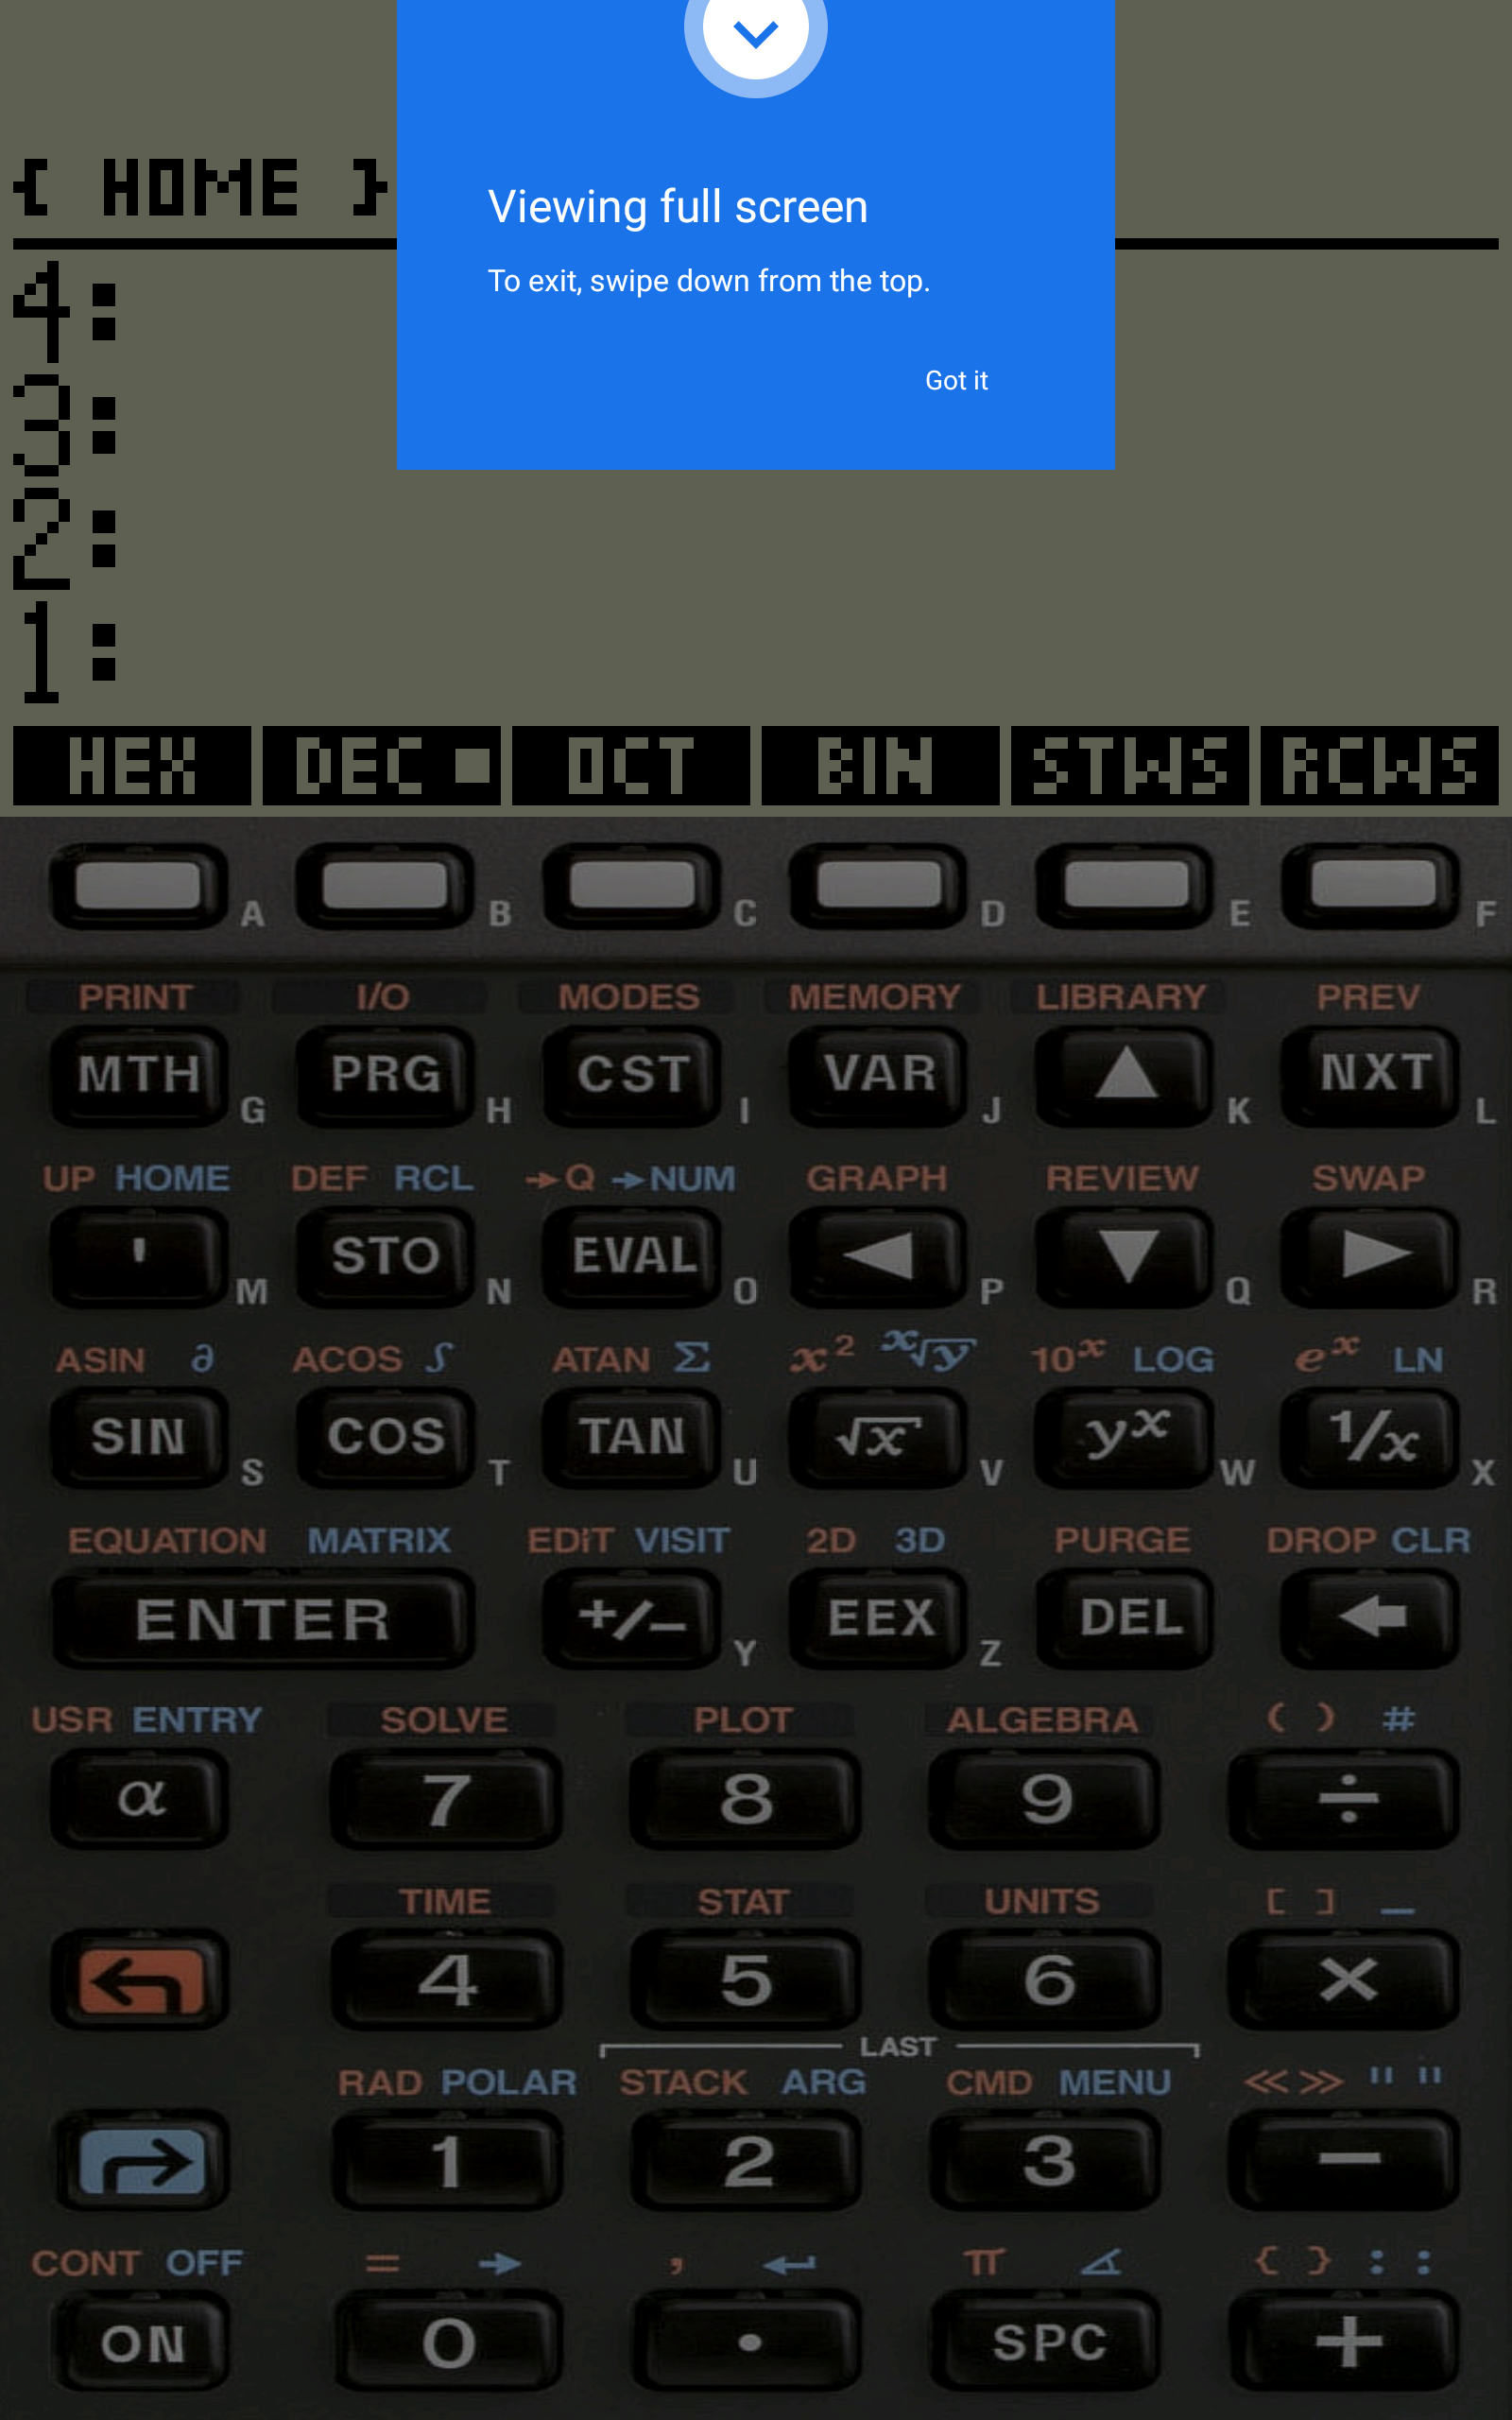 { HOME }
Viewing full screen
To exit, swipe down from the top.
Got it
4:
3:
2:
1:
HEX DEC ■ OCT BIN STWS RCWS
A B C D E F
PRINT I/O MODES MEMORY LIBRARY PREV
MTH PRG CST VAR ▲ NXT
G H I J K L
UP HOME DEF RCL →Q →NUM GRAPH REVIEW SWAP
' STO EVAL ◀ ▼ ▶
M N O P Q R
ASIN ∂ ACOS ∫ ATAN Σ x² ˣ√y 10ˣ LOG eˣ LN
SIN COS TAN √x yˣ 1/x
S T U V W X
EQUATION MATRIX EDIT VISIT 2D 3D PURGE DROP CLR
ENTER +/− EEX DEL ⬅
Y Z
USR ENTRY SOLVE PLOT ALGEBRA ( ) #
α 7 8 9 ÷
TIME STAT UNITS [ ] _
4 5 6 ×
LAST
RAD POLAR STACK ARG CMD MENU ≪ ≫ " "
1 2 3 −
CONT OFF = → , ↵ π ∡ { } : :
ON 0 . SPC +